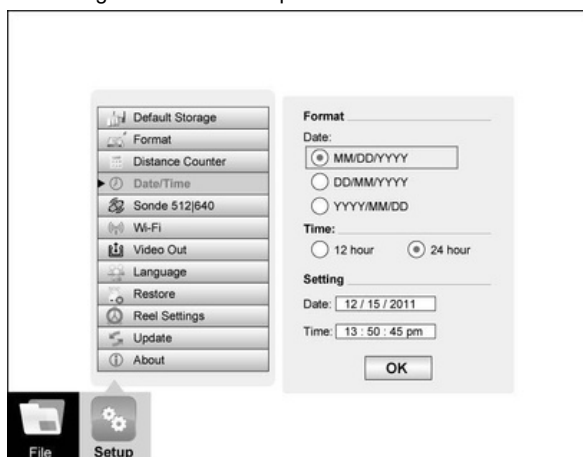 Default Storage
Format
Distance Counter
Date/Time
Sonde 512|640
Wi-Fi
Video Out
Language
Restore
Reel Settings
Update
About
Format
Date:
MM/DD/YYYY
DD/MM/YYYY
YYYY/MM/DD
Time:
12 hour 24 hour
Setting
Date: 12 / 15 / 2011
Time: 13 : 50 : 45 pm
OK
File Setup